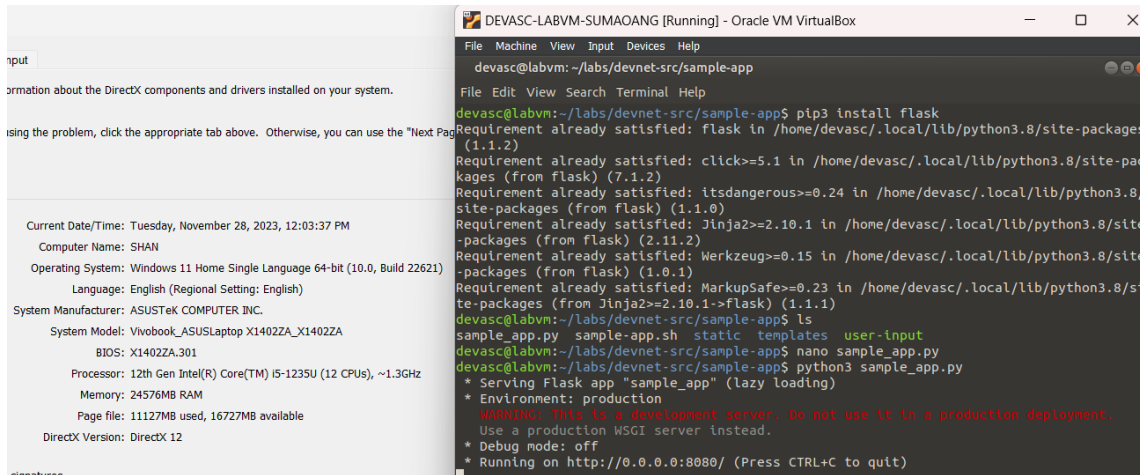 nput
ormation about the DirectX components and drivers installed on your system.
using the problem, click the appropriate tab above. Otherwise, you can use the "Next Pag
Current Date/Time: Tuesday, November 28, 2023, 12:03:37 PM
Computer Name: SHAN
Operating System: Windows 11 Home Single Language 64-bit (10.0, Build 22621)
Language: English (Regional Setting: English)
System Manufacturer: ASUSTeK COMPUTER INC.
System Model: Vivobook_ASUSLaptop X1402ZA_X1402ZA
BIOS: X1402ZA.301
Processor: 12th Gen Intel(R) Core(TM) i5-1235U (12 CPUs), ~1.3GHz
Memory: 24576MB RAM
Page file: 11127MB used, 16727MB available
DirectX Version: DirectX 12
DEVASC-LABVM-SUMAOANG [Running] - Oracle VM VirtualBox
File Machine View Input Devices Help
devasc@labvm: ~/labs/devnet-src/sample-app
File Edit View Search Terminal Help
devasc@labvm:~/labs/devnet-src/sample-app$ pip3 install flask
Requirement already satisfied: flask in /home/devasc/.local/lib/python3.8/site-packages
(1.1.2)
Requirement already satisfied: click>=5.1 in /home/devasc/.local/lib/python3.8/site-pac
kages (from flask) (7.1.2)
Requirement already satisfied: itsdangerous>=0.24 in /home/devasc/.local/lib/python3.8/
site-packages (from flask) (1.1.0)
Requirement already satisfied: Jinja2>=2.10.1 in /home/devasc/.local/lib/python3.8/site
-packages (from flask) (2.11.2)
Requirement already satisfied: Werkzeug>=0.15 in /home/devasc/.local/lib/python3.8/site
-packages (from flask) (1.0.1)
Requirement already satisfied: MarkupSafe>=0.23 in /home/devasc/.local/lib/python3.8/si
te-packages (from Jinja2>=2.10.1->flask) (1.1.1)
devasc@labvm:~/labs/devnet-src/sample-app$ ls
sample_app.py sample-app.sh static templates user-input
devasc@labvm:~/labs/devnet-src/sample-app$ nano sample_app.py
devasc@labvm:~/labs/devnet-src/sample-app$ python3 sample_app.py
* Serving Flask app "sample_app" (lazy loading)
* Environment: production
WARNING: This is a development server. Do not use it in a production deployment.
Use a production WSGI server instead.
* Debug mode: off
* Running on http://0.0.0.0:8080/ (Press CTRL+C to quit)